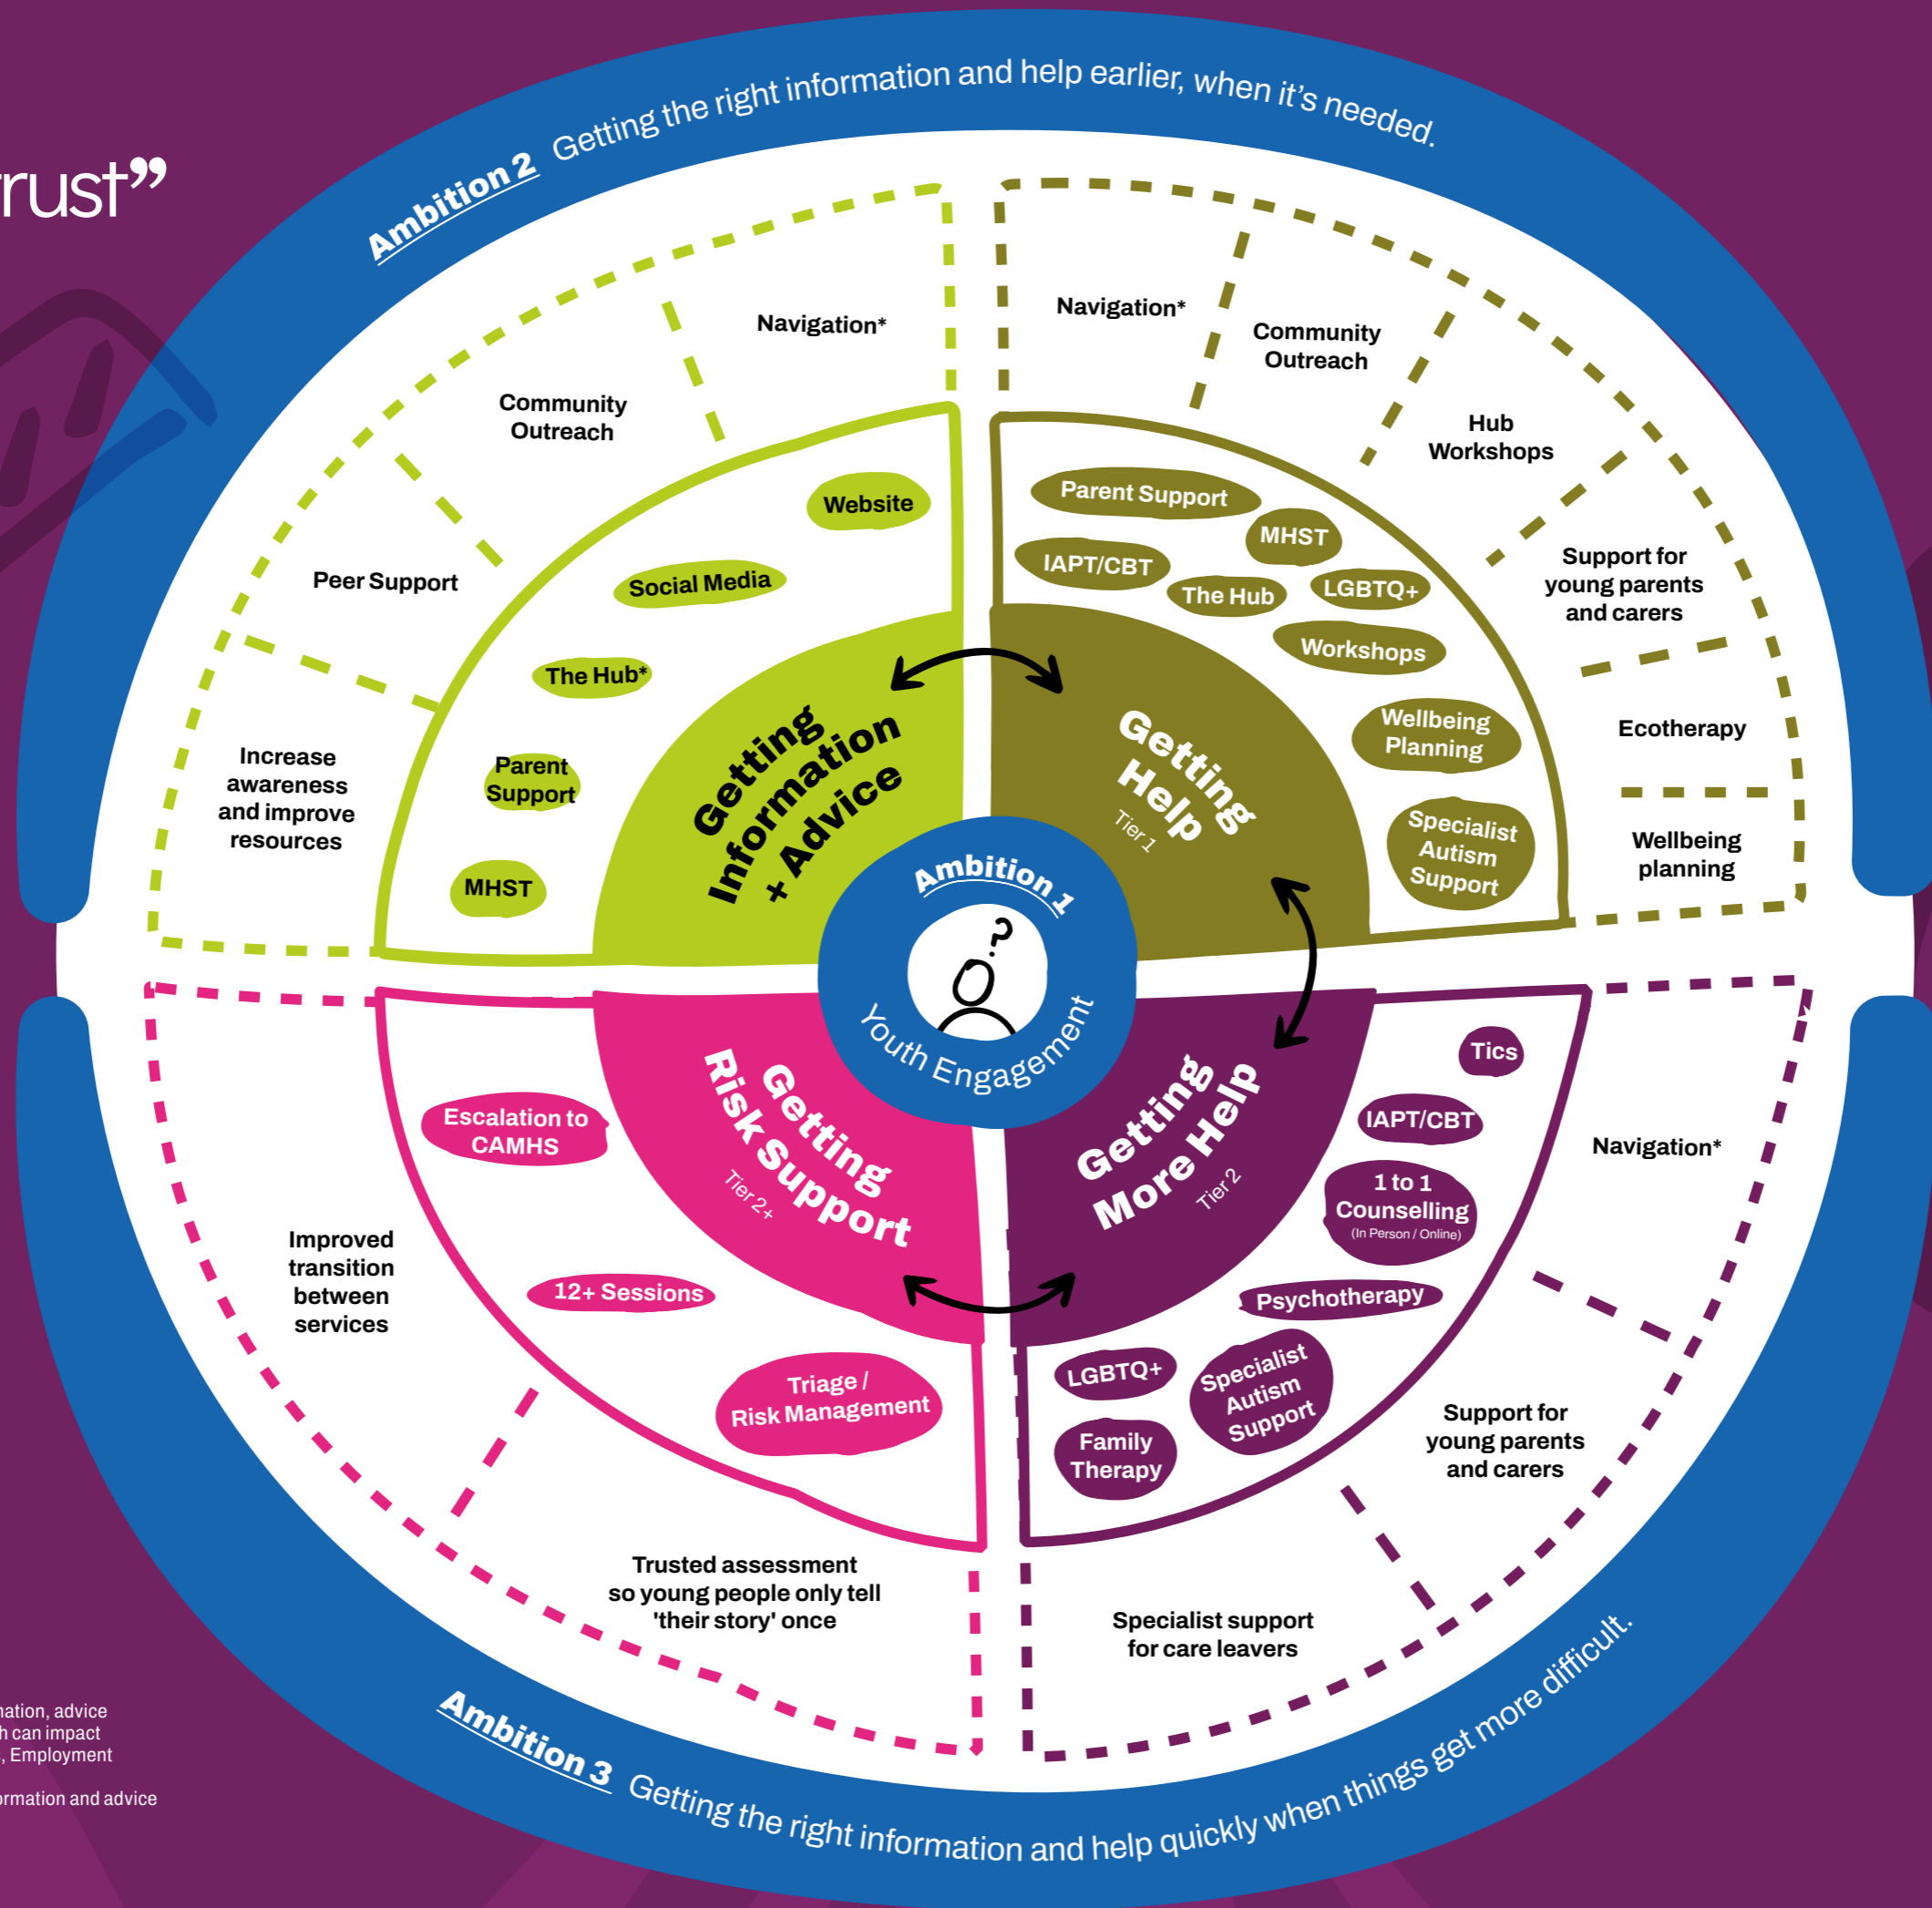 rust”
Ambition 2 Getting the right information and help earlier, when it’s needed.
Navigation*
Community
Outreach
Peer Support
Increase
awareness
and improve
resources
Website
Social Media
The Hub*
Parent
Support
MHST
Getting
Information
+ Advice
Navigation*
Community
Outreach
Hub
Workshops
Support for
young parents
and carers
Ecotherapy
Wellbeing
planning
Parent Support
MHST
IAPT/CBT
The Hub
LGBTQ+
Workshops
Wellbeing
Planning
Specialist
Autism
Support
Getting
Help
Tier 1
Ambition 1
?
Youth Engagement
Getting
Risk Support
Tier 2+
Escalation to
CAMHS
12+ Sessions
Triage /
Risk Management
Improved
transition
between
services
Trusted assessment
so young people only tell
'their story' once
Getting
More Help
Tier 2
Tics
IAPT/CBT
1 to 1
Counselling
(In Person / Online)
Psychotherapy
LGBTQ+
Specialist
Autism
Support
Family
Therapy
Navigation*
Support for
young parents
and carers
Specialist support
for care leavers
Ambition 3 Getting the right information and help quickly when things get more difficult.
nation, advice
h can impact
, Employment
ormation and advice